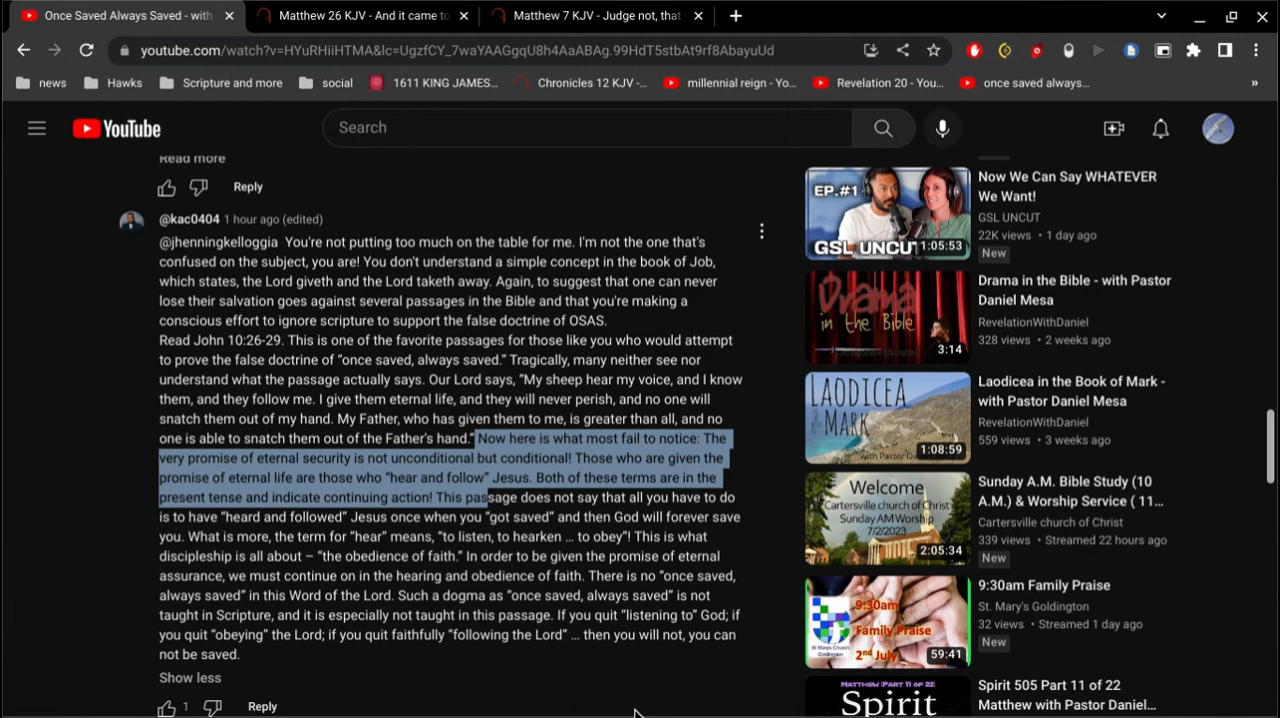 Once Saved Always Saved - with
Matthew 26 KJV - And it came to
Matthew 7 KJV - Judge not, that
youtube.com/watch?v=HYuRHiiHTMA&lc=UgzfCY_7waYAAGgqU8h4AaABAg.99HdT5stbAt9rf8AbayuUd
news
Hawks
Scripture and more
social
1611 KING JAMES...
Chronicles 12 KJV -...
millennial reign - Yo...
Revelation 20 - You...
once saved always...
»
YouTube
Search
Read more
Reply
@kac0404 1 hour ago (edited)
@jhenningkelloggia You're not putting too much on the table for me. I'm not the one that's
confused on the subject, you are! You don't understand a simple concept in the book of Job,
which states, the Lord giveth and the Lord taketh away. Again, to suggest that one can never
lose their salvation goes against several passages in the Bible and that you're making a
conscious effort to ignore scripture to support the false doctrine of OSAS.
Read John 10:26-29. This is one of the favorite passages for those like you who would attempt
to prove the false doctrine of “once saved, always saved.” Tragically, many neither see nor
understand what the passage actually says. Our Lord says, “My sheep hear my voice, and I know
them, and they follow me. I give them eternal life, and they will never perish, and no one will
snatch them out of my hand. My Father, who has given them to me, is greater than all, and no
one is able to snatch them out of the Father's hand.” Now here is what most fail to notice: The
very promise of eternal security is not unconditional but conditional! Those who are given the
promise of eternal life are those who “hear and follow” Jesus. Both of these terms are in the
present tense and indicate continuing action! This passage does not say that all you have to do
is to have “heard and followed” Jesus once when you “got saved” and then God will forever save
you. What is more, the term for “hear” means, “to listen, to hearken … to obey”! This is what
discipleship is all about – “the obedience of faith.” In order to be given the promise of eternal
assurance, we must continue on in the hearing and obedience of faith. There is no “once saved,
always saved” in this Word of the Lord. Such a dogma as “once saved, always saved” is not
taught in Scripture, and it is especially not taught in this passage. If you quit “listening to” God; if
you quit “obeying” the Lord; if you quit faithfully “following the Lord” … then you will not, you can
not be saved.
Show less
1
Reply
EP.#1
GSL UNCUT
1:05:53
Now We Can Say WHATEVER
We Want!
GSL UNCUT
22K views • 1 day ago
New
Drama
in the Bible
3:14
Drama in the Bible - with Pastor
Daniel Mesa
RevelationWithDaniel
328 views • 2 weeks ago
LAODICEA
IN MARK
with Pastor
1:08:59
Laodicea in the Book of Mark -
with Pastor Daniel Mesa
RevelationWithDaniel
559 views • 3 weeks ago
Welcome
Cartersville church of Christ
Sunday AM Worship
7/2/2023
2:05:34
Sunday A.M. Bible Study (10
A.M.) & Worship Service ( 11…
Cartersville church of Christ
339 views • Streamed 22 hours ago
New
9:30am
Family Praise
2nd July
St Mary's Church
Goldington
59:41
9:30am Family Praise
St. Mary's Goldington
32 views • Streamed 1 day ago
New
MATTHEW (PART 11 OF 22)
Spirit
Spirit 505 Part 11 of 22
Matthew with Pastor Daniel…